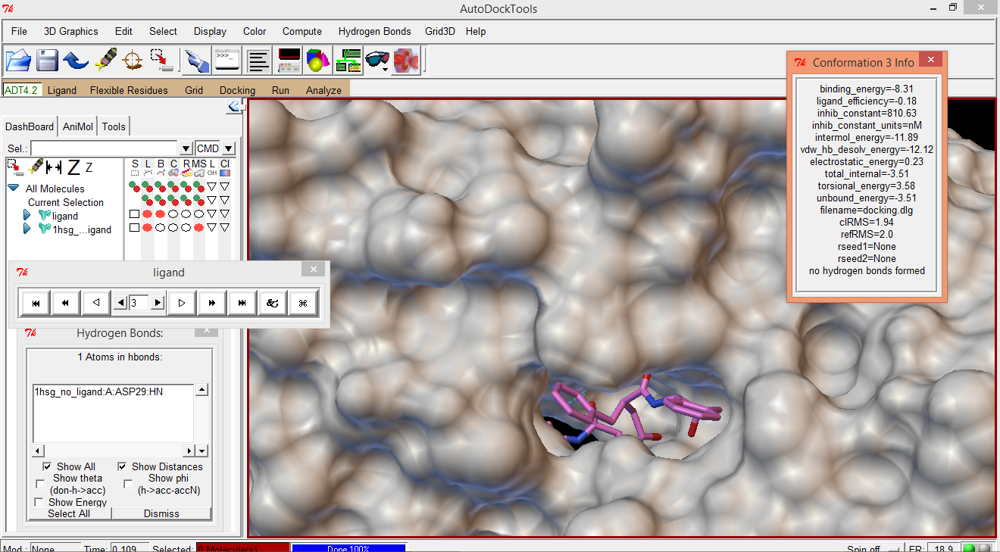 AutoDockTools
File 3D Graphics Edit Select Display Color Compute Hydrogen Bonds Grid3D Help
ADT4.2 Ligand Flexible Residues Grid Docking Run Analyze
DashBoard AniMol Tools
Sel.: CMD
S L B C R MS L Cl
All Molecules
Current Selection
ligand
1hsg_...igand
ligand
3
Hydrogen Bonds:
1 Atoms in hbonds:
1hsg_no_ligand:A:ASP29:HN
Show All Show Distances
Show theta Show phi
(don-h->acc) (h->acc-accN)
Show Energy
Select All Dismiss
Conformation 3 Info
binding_energy=-8.31
ligand_efficiency=-0.18
inhib_constant=810.63
inhib_constant_units=nM
intermol_energy=-11.89
vdw_hb_desolv_energy=-12.12
electrostatic_energy=0.23
total_internal=-3.51
torsional_energy=3.58
unbound_energy=-3.51
filename=docking.dlg
clRMS=1.94
refRMS=2.0
rseed1=None
rseed2=None
no hydrogen bonds formed
Mod.: None Time: 0.109 Selected: 0 Molecule(s) Done 100% Spin off FR: 18.9